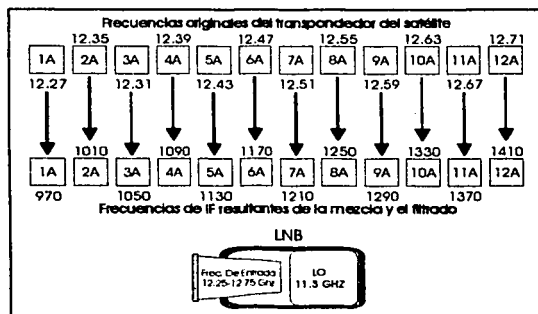 Frecuencias originales del transpondedor del satélite
12.35 12.39 12.47 12.55 12.63 12.71
1A 2A 3A 4A 5A 6A 7A 8A 9A 10A 11A 12A
12.27 12.31 12.43 12.51 12.59 12.67
1010 1090 1170 1250 1330 1410
1A 2A 3A 4A 5A 6A 7A 8A 9A 10A 11A 12A
970 1050 1130 1210 1290 1370
Frecuencias de IF resultantes de la mezcla y el filtrado
LNB
Frec. De Entrada
12.25-12.75 Ghz
LO
11.3 GHZ